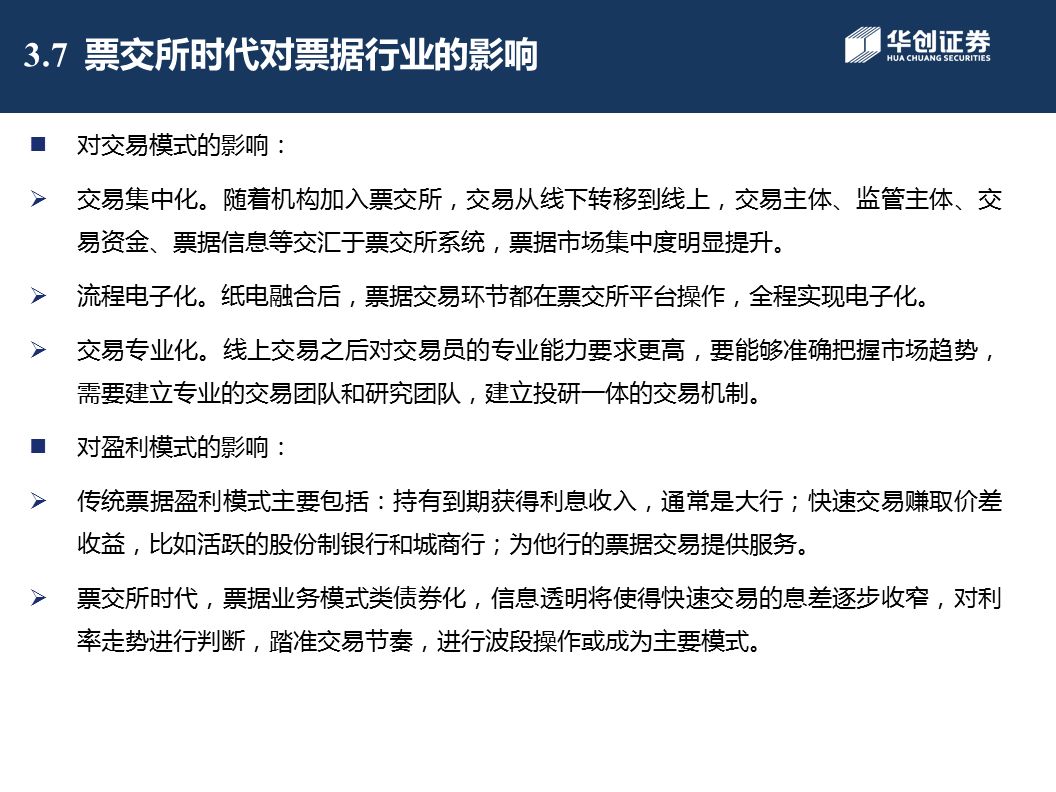 3.7 票交所时代对票据行业的影响
华创证券
HUA CHUANG SECURITIES
对交易模式的影响：
交易集中化。随着机构加入票交所，交易从线下转移到线上，交易主体、监管主体、交
易资金、票据信息等交汇于票交所系统，票据市场集中度明显提升。
流程电子化。纸电融合后，票据交易环节都在票交所平台操作，全程实现电子化。
交易专业化。线上交易之后对交易员的专业能力要求更高，要能够准确把握市场趋势，
需要建立专业的交易团队和研究团队，建立投研一体的交易机制。
对盈利模式的影响：
传统票据盈利模式主要包括：持有到期获得利息收入，通常是大行；快速交易赚取价差
收益，比如活跃的股份制银行和城商行；为他行的票据交易提供服务。
票交所时代，票据业务模式类债券化，信息透明将使得快速交易的息差逐步收窄，对利
率走势进行判断，踏准交易节奏，进行波段操作或成为主要模式。